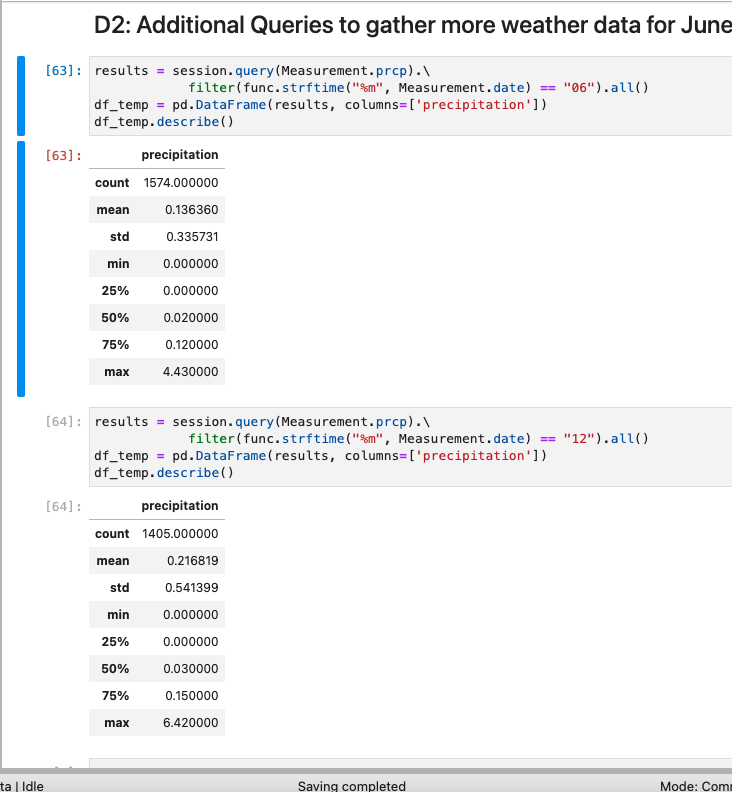 D2: Additional Queries to gather more weather data for June
[63]: results = session.query(Measurement.prcp).\
filter(func.strftime("%m", Measurement.date) == "06").all()
df_temp = pd.DataFrame(results, columns=['precipitation'])
df_temp.describe()
[63]: precipitation
count 1574.000000
mean 0.136360
std 0.335731
min 0.000000
25% 0.000000
50% 0.020000
75% 0.120000
max 4.430000
[64]: results = session.query(Measurement.prcp).\
filter(func.strftime("%m", Measurement.date) == "12").all()
df_temp = pd.DataFrame(results, columns=['precipitation'])
df_temp.describe()
[64]: precipitation
count 1405.000000
mean 0.216819
std 0.541399
min 0.000000
25% 0.000000
50% 0.030000
75% 0.150000
max 6.420000
ta | Idle Saving completed Mode: Com